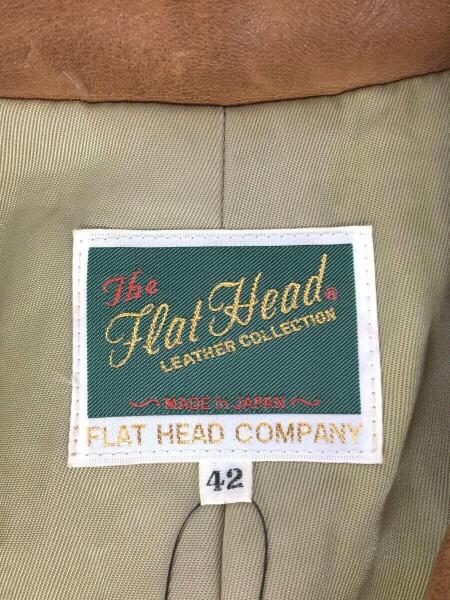 The
Flat Head®
LEATHER COLLECTION
MADE in JAPAN
FLAT HEAD COMPANY
42